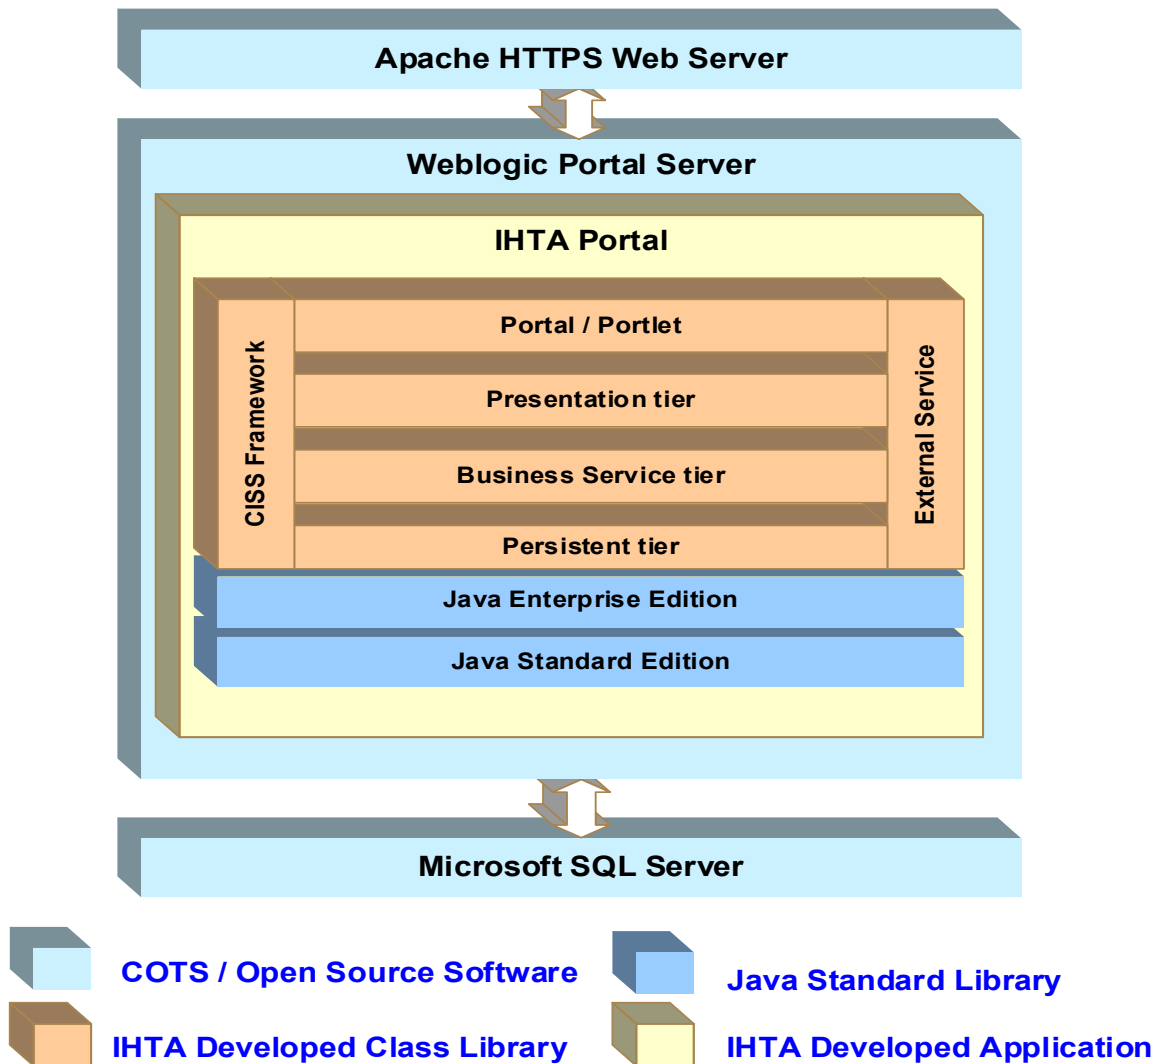 Apache HTTPS Web Server
Weblogic Portal Server
IHTA Portal
CISS Framework
Portal / Portlet
Presentation tier
Business Service tier
Persistent tier
External Service
Java Enterprise Edition
Java Standard Edition
Microsoft SQL Server
COTS / Open Source Software
Java Standard Library
IHTA Developed Class Library
IHTA Developed Application